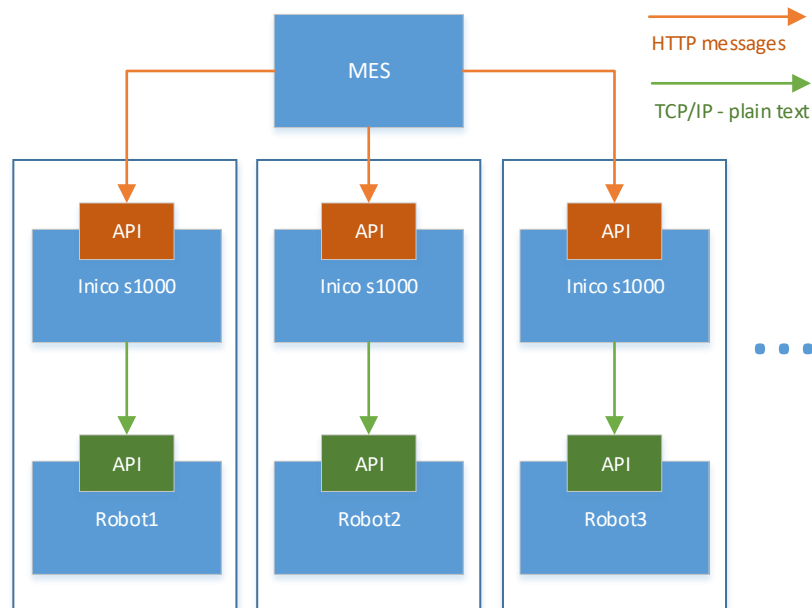 HTTP messages
MES
TCP/IP - plain text
API
API
API
Inico s1000
Inico s1000
Inico s1000
API
API
API
Robot1
Robot2
Robot3